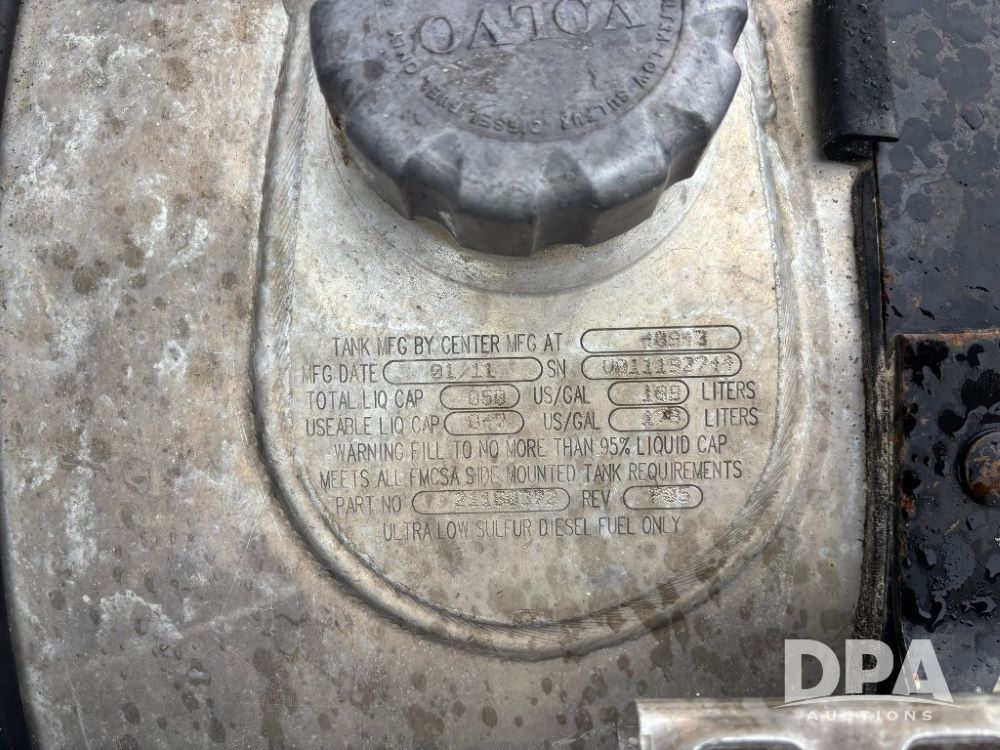 VOLVO
ULTRA LOW SULFUR DIESEL FUEL ONLY
TANK MFG BY CENTER MFG AT 40943
MFG DATE 01/11 SN
TOTAL LIQ CAP 050 US/GAL 189 LITERS
USEABLE LIQ CAP US/GAL LITERS
WARNING FILL TO NO MORE THAN 95% LIQUID CAP
MEETS ALL FMCSA SIDE MOUNTED TANK REQUIREMENTS
PART NO REV P05
ULTRA LOW SULFUR DIESEL FUEL ONLY
DPA
AUCTIONS